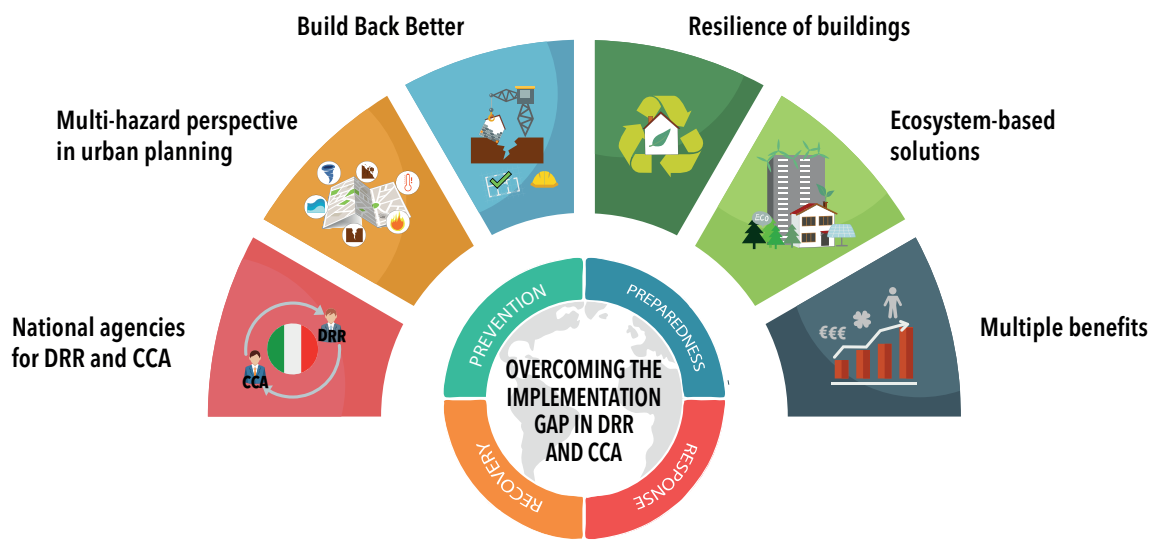 Build Back Better
Resilience of buildings
Multi-hazard perspective
in urban planning
Ecosystem-based
solutions
National agencies
for DRR and CCA
Multiple benefits
DRR
CCA
ECO
€€€
PREVENTION
PREPAREDNESS
RECOVERY
RESPONSE
OVERCOMING THE
IMPLEMENTATION
GAP IN DRR
AND CCA